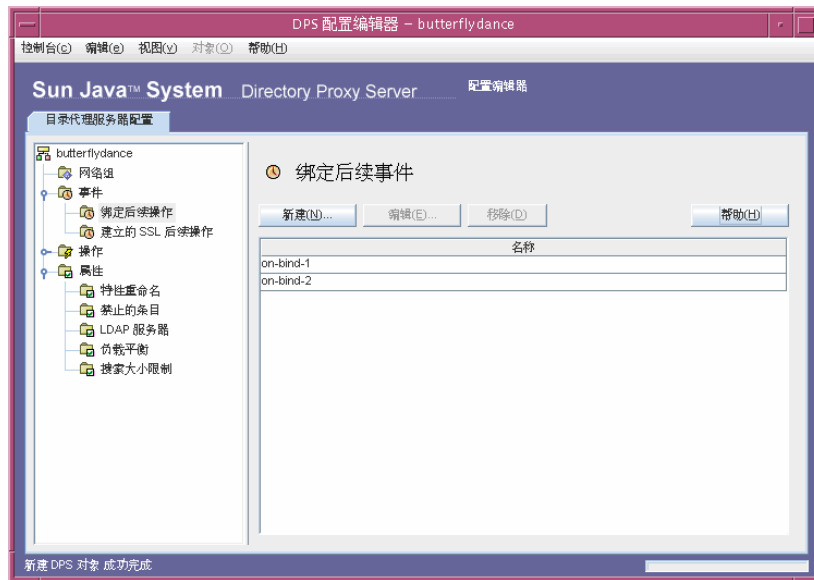 DPS 配置编辑器 – butterflydance
控制台(c) 编辑(e) 视图(v) 对象(O) 帮助(H)
Sun Java™ System Directory Proxy Server 配置编辑器
目录代理服务器配置
butterflydance
网络组
事件
绑定后续操作
建立的 SSL 后续操作
操作
属性
特性重命名
禁止的条目
LDAP 服务器
负载平衡
搜索大小限制
绑定后续事件
新建(N)... 编辑(E)... 移除(D) 帮助(H)
名称
on-bind-1
on-bind-2
新建 DPS 对象 成功完成